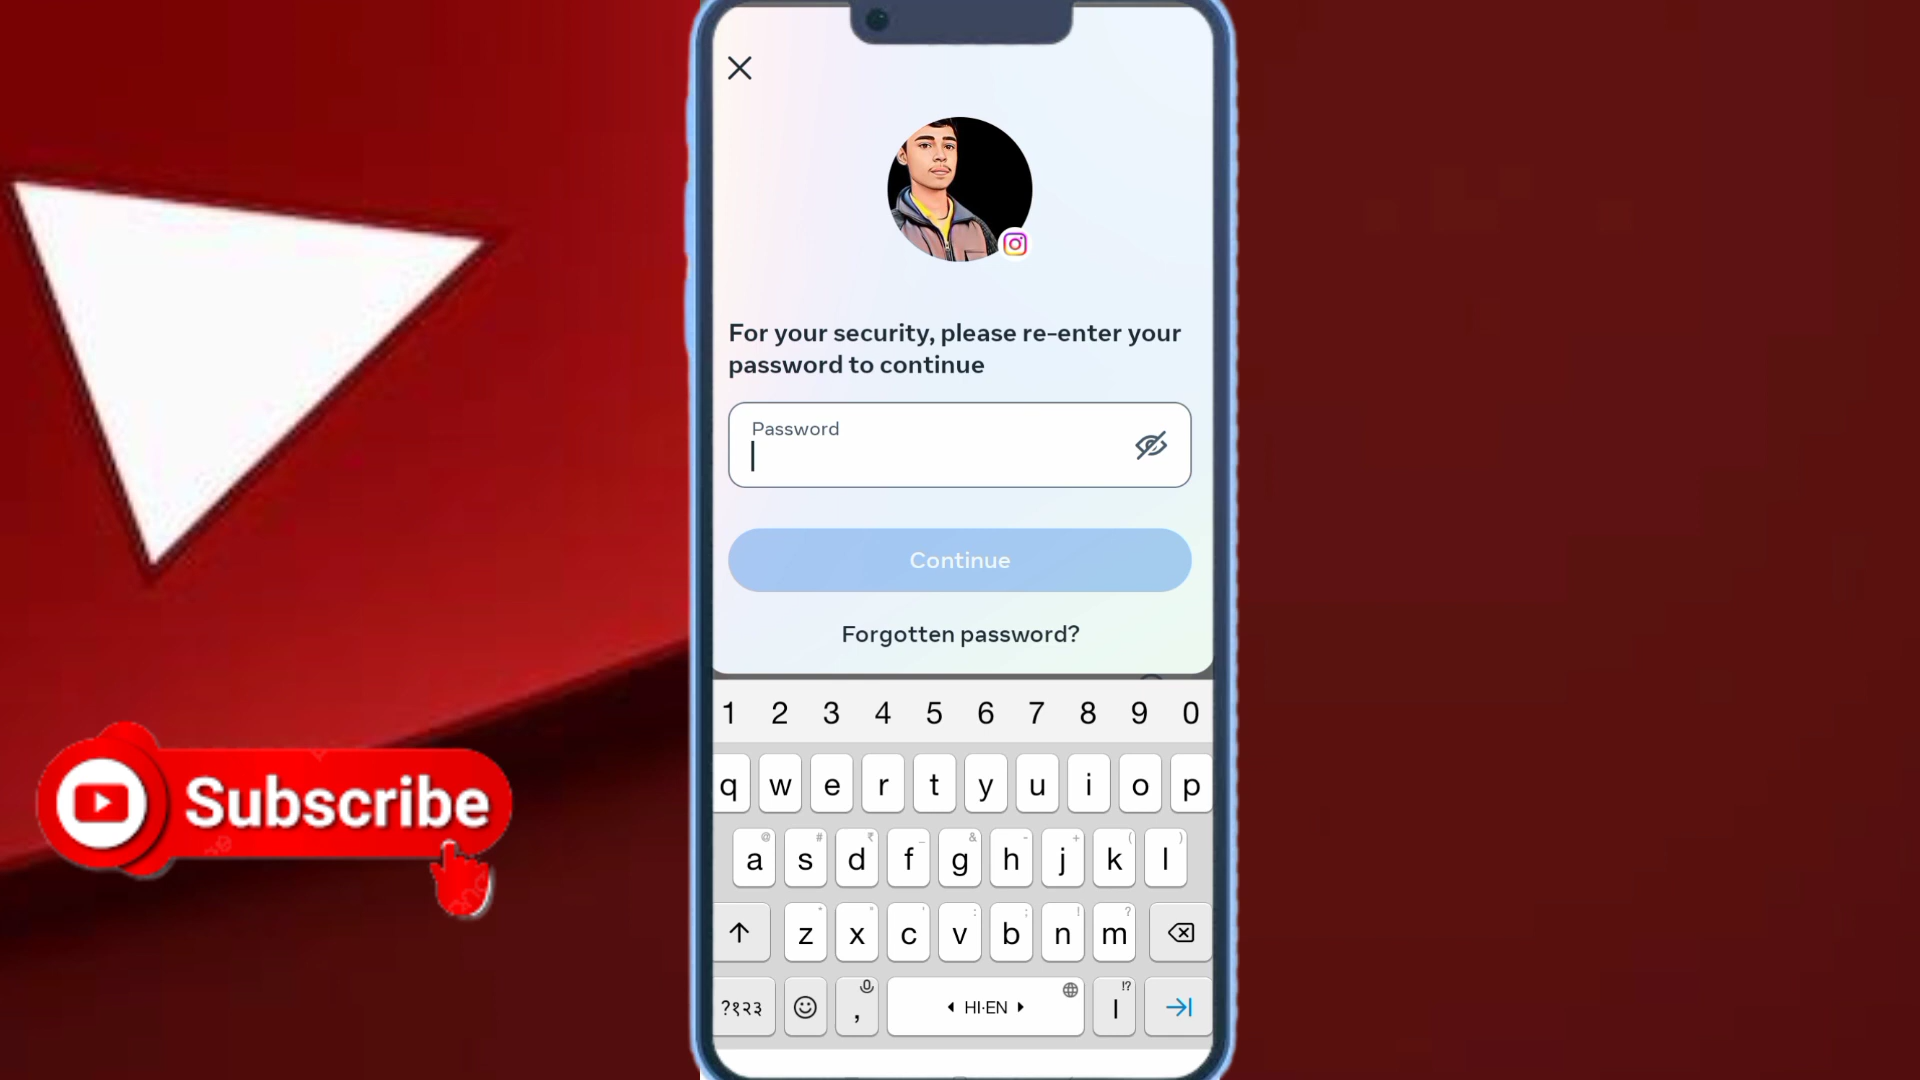 For your security, please re-enter your
password to continue
Password
Continue
Forgotten password?
1 2 3 4 5 6 7 8 9 0
q w e r t y u i o p
@ # ₹ _ & - + ( )
a s d f g h j k l
* " ' : ; ! ?
z x c v b n m
?१२३ , HI·EN !? ।
Subscribe